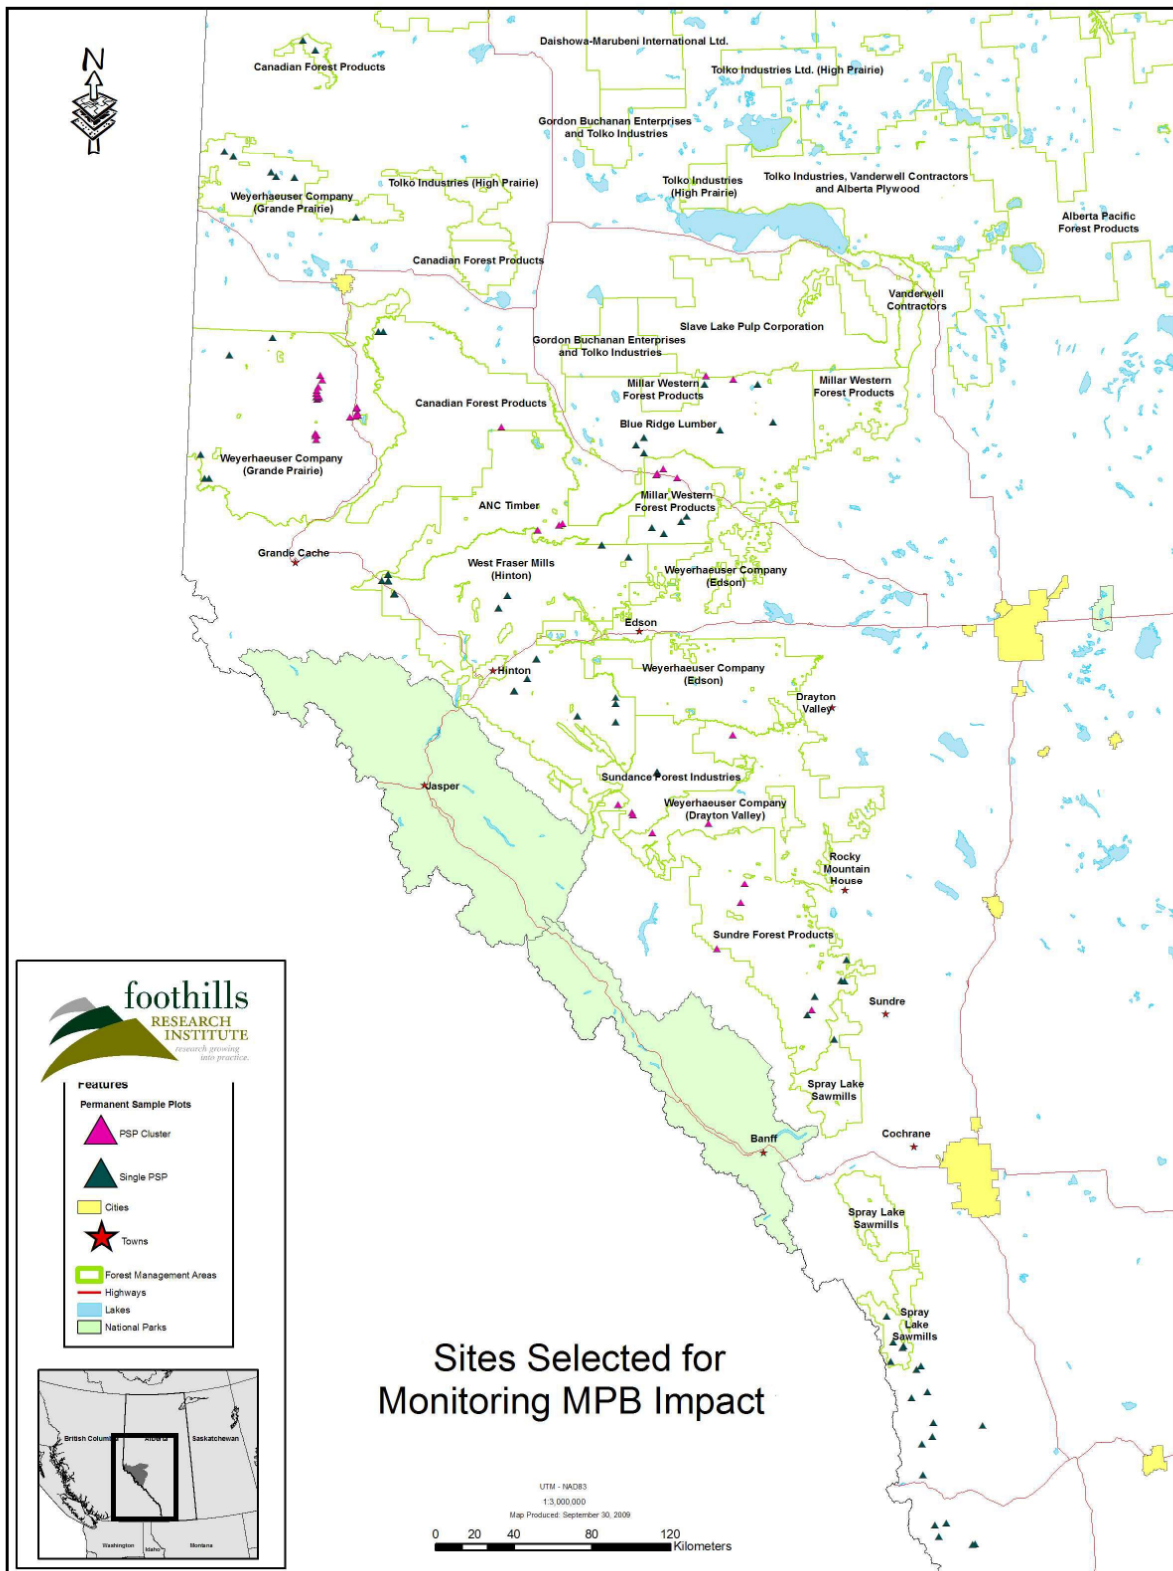 N
Canadian Forest Products
Daishowa-Marubeni International Ltd.
Tolko Industries Ltd. (High Prairie)
Gordon Buchanan Enterprises
and Tolko Industries
Weyerhaeuser Company
(Grande Prairie)
Tolko Industries (High Prairie)
Tolko Industries
(High Prairie)
Tolko Industries, Vanderwell Contractors
and Alberta Plywood
Alberta Pacific
Forest Products
Canadian Forest Products
Vanderwell
Contractors
Slave Lake Pulp Corporation
Gordon Buchanan Enterprises
and Tolko Industries
Millar Western
Forest Products
Millar Western
Forest Products
Canadian Forest Products
Blue Ridge Lumber
Weyerhaeuser Company
(Grande Prairie)
ANC Timber
Millar Western
Forest Products
Grande Cache
West Fraser Mills
(Hinton)
Weyerhaeuser Company
(Edson)
Edson
Hinton
Weyerhaeuser Company
(Edson)
Drayton
Valley
Jasper
Sundance Forest Industries
Weyerhaeuser Company
(Drayton Valley)
Rocky
Mountain
House
Sundre Forest Products
Sundre
Spray Lake
Sawmills
Banff
Cochrane
Spray Lake
Sawmills
Spray
Lake
Sawmills
foothills
RESEARCH
INSTITUTE
research growing
into practice.
Features
Permanent Sample Plots
PSP Cluster
Single PSP
Cities
Towns
Forest Management Areas
Highways
Lakes
National Parks
British Columbia
Alberta
Saskatchewan
Washington
Idaho
Montana
Sites Selected for
Monitoring MPB Impact
UTM - NAD83
1:3,000,000
Map Produced: September 30, 2009
0 20 40 80 120
Kilometers